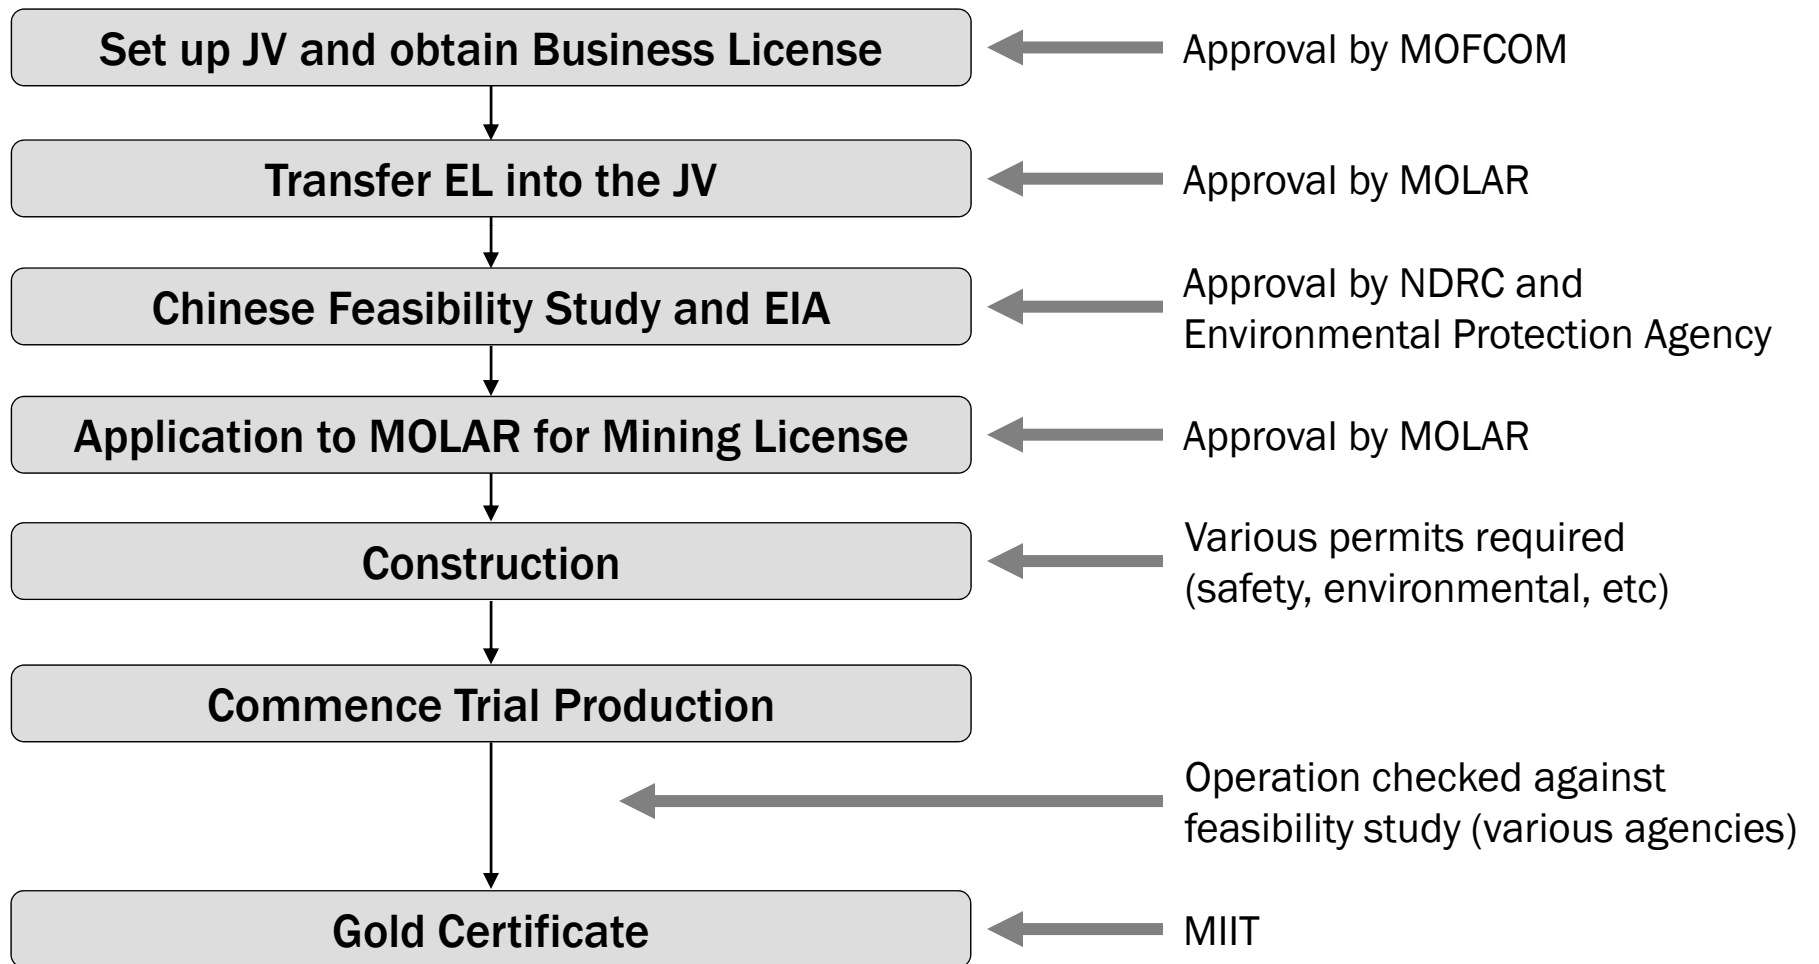 Set up JV and obtain Business License
Approval by MOFCOM
Transfer EL into the JV
Approval by MOLAR
Chinese Feasibility Study and EIA
Approval by NDRC and
Environmental Protection Agency
Application to MOLAR for Mining License
Approval by MOLAR
Construction
Various permits required
(safety, environmental, etc)
Commence Trial Production
Operation checked against
feasibility study (various agencies)
Gold Certificate
MIIT